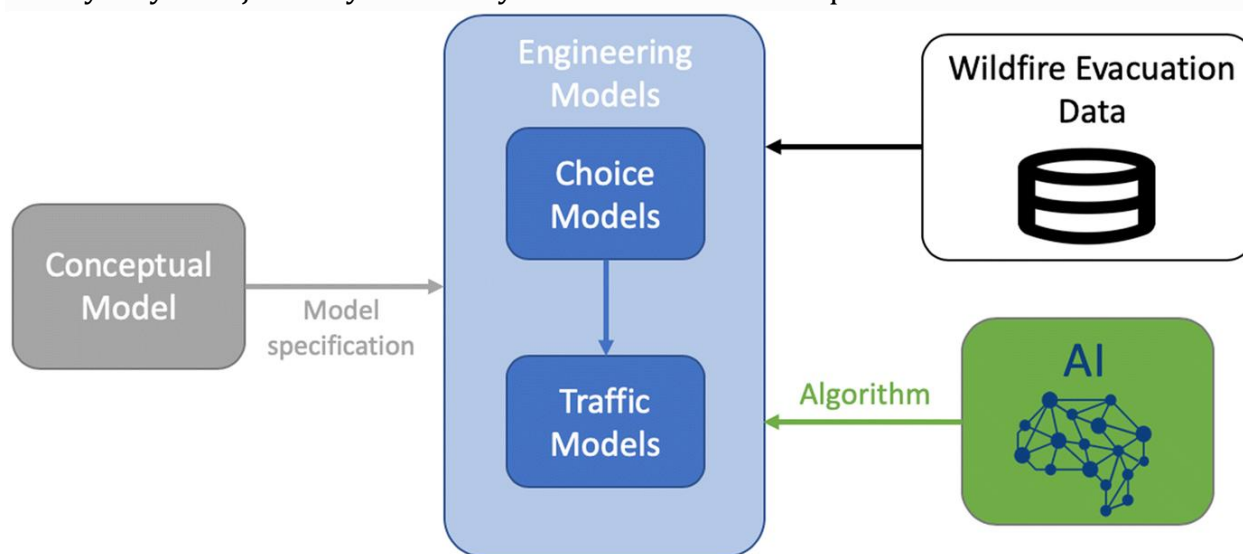 Engineering
Models
Wildfire Evacuation
Data
Choice
Models
Conceptual
Model
Model
specification
Traffic
Models
Algorithm
AI